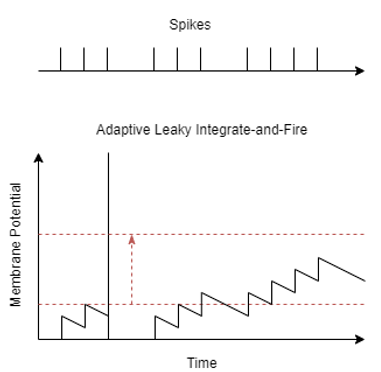 Spikes
Adaptive Leaky Integrate-and-Fire
Membrane Potential
Time